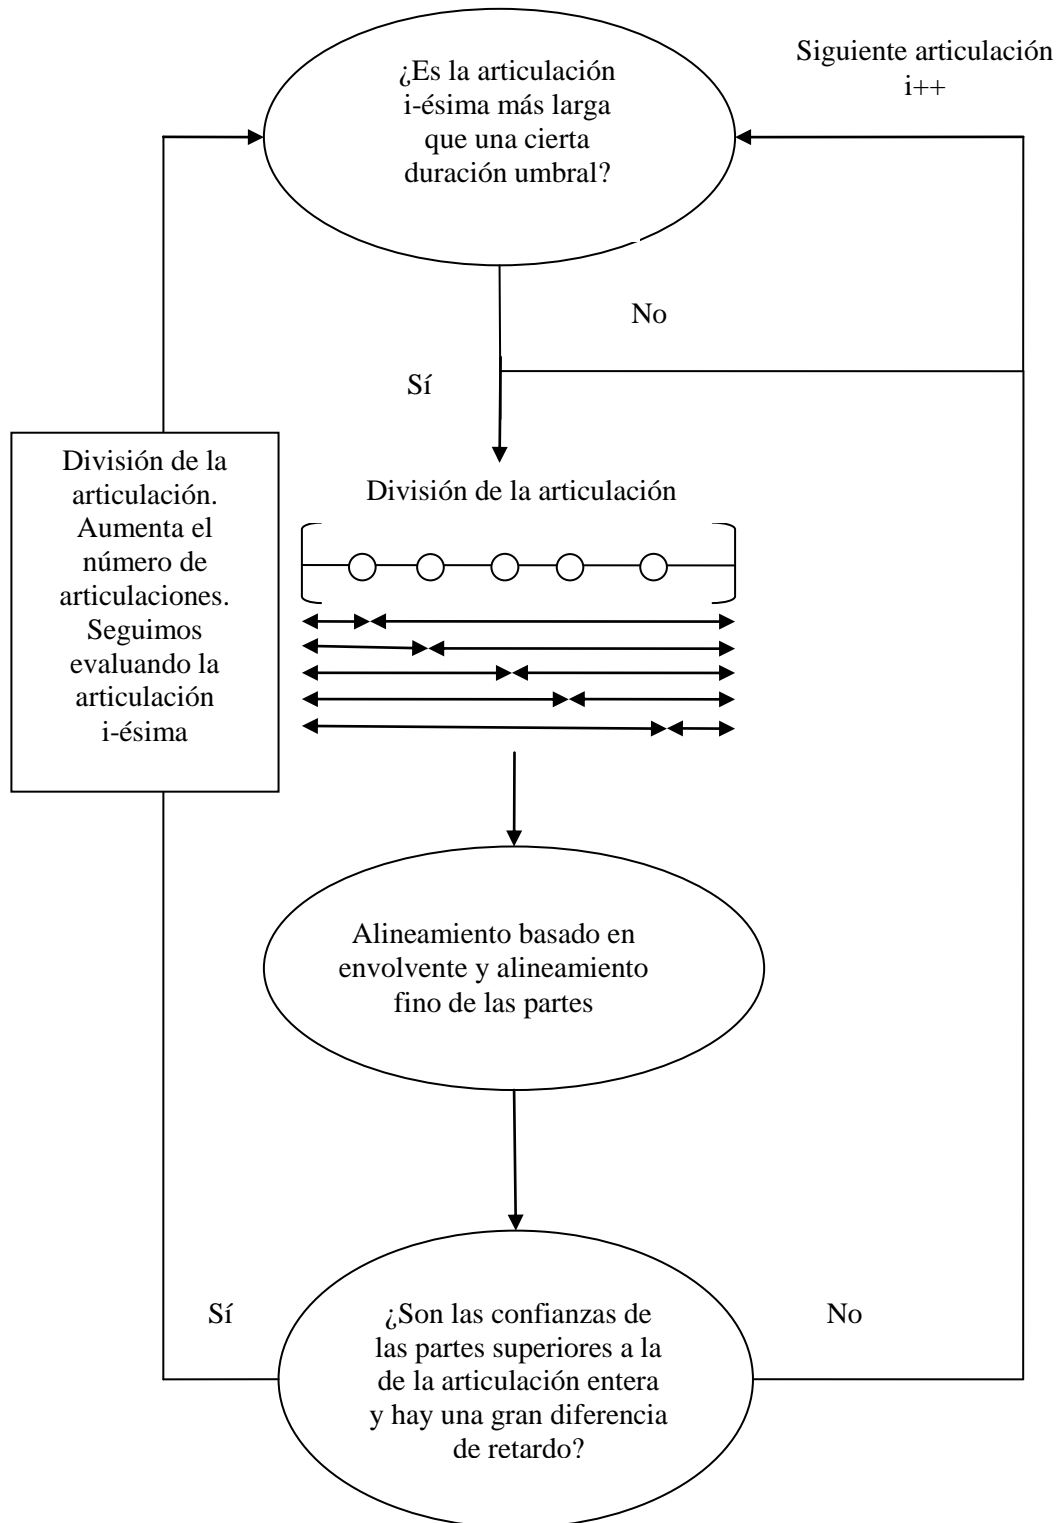 ¿Es la articulación
i-ésima más larga
que una cierta
duración umbral?
Siguiente articulación
i++
No
Sí
División de la articulación
División de la
articulación.
Aumenta el
número de
articulaciones.
Seguimos
evaluando la
articulación
i-ésima
Alineamiento basado en
envolvente y alineamiento
fino de las partes
Sí
No
¿Son las confianzas de
las partes superiores a la
de la articulación entera
y hay una gran diferencia
de retardo?